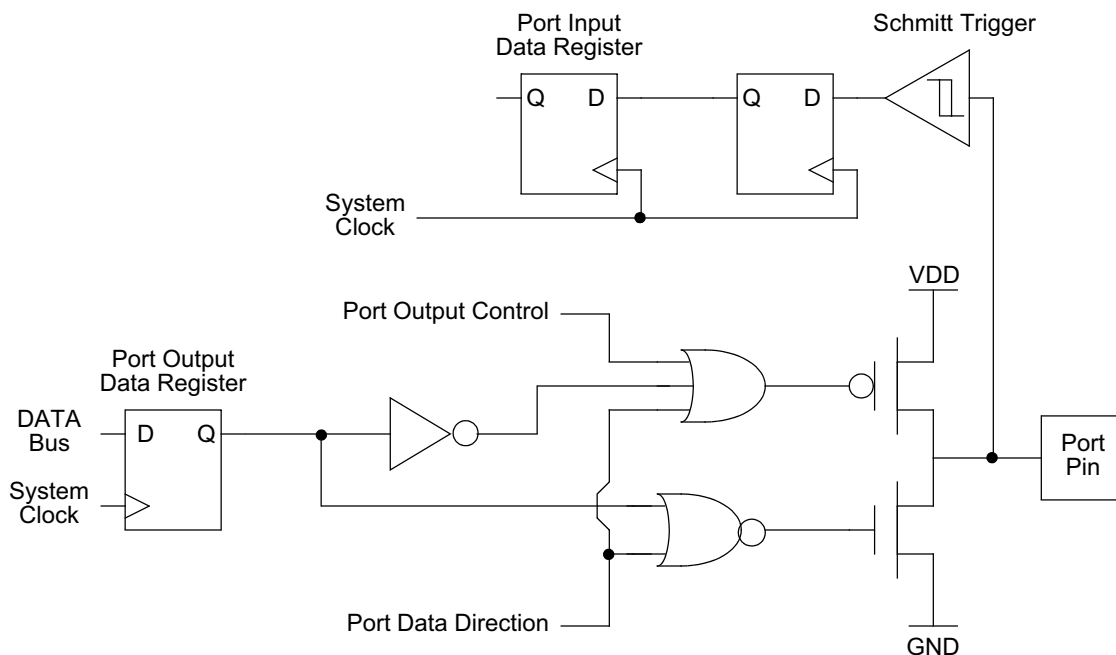 Port Input
Data Register
Schmitt Trigger
Q D
Q D
System
Clock
VDD
Port Output Control
Port Output
Data Register
DATA
Bus
D Q
System
Clock
Port
Pin
Port Data Direction
GND